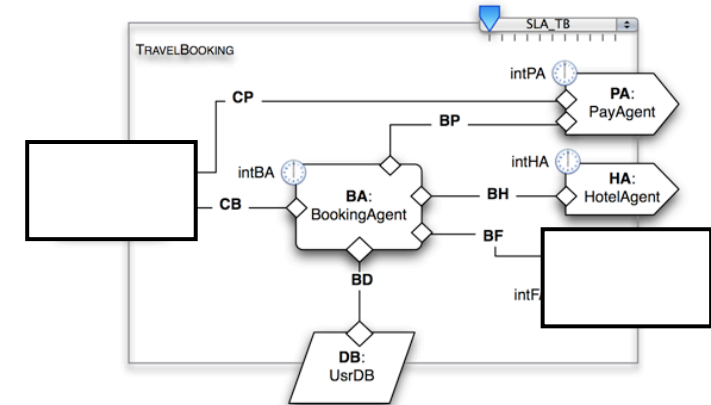 SLA_TB
TRAVELBOOKING
intPA
PA:
PayAgent
CP
BP
intHA
HA:
HotelAgent
intBA
BA:
BookingAgent
BH
CB
BF
BD
DB:
UsrDB